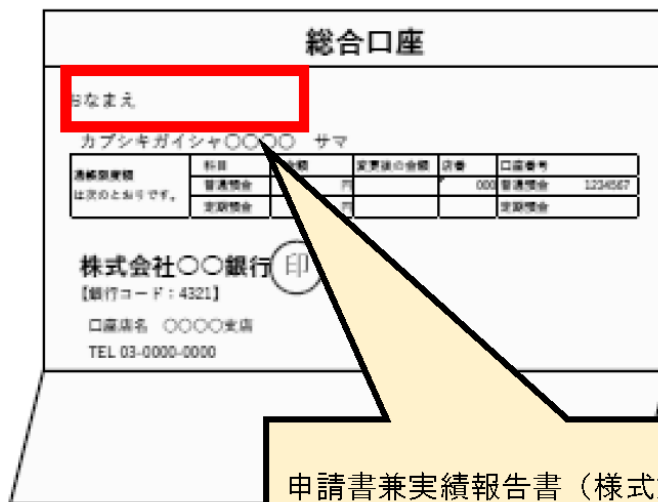 総合口座
おなまえ
カブシキガイシャ〇〇〇〇 サマ
科目 金額 変更後の金額 店番 口座番号
は次のとおりです。 普通預金 円 000 普通預金 1234567
定期預金 円 定期預金
株式会社〇〇銀行 印
【銀行コード：4321】
口座店名 〇〇〇〇支店
TEL 03-0000-0000
申請書兼実績報告書（様式